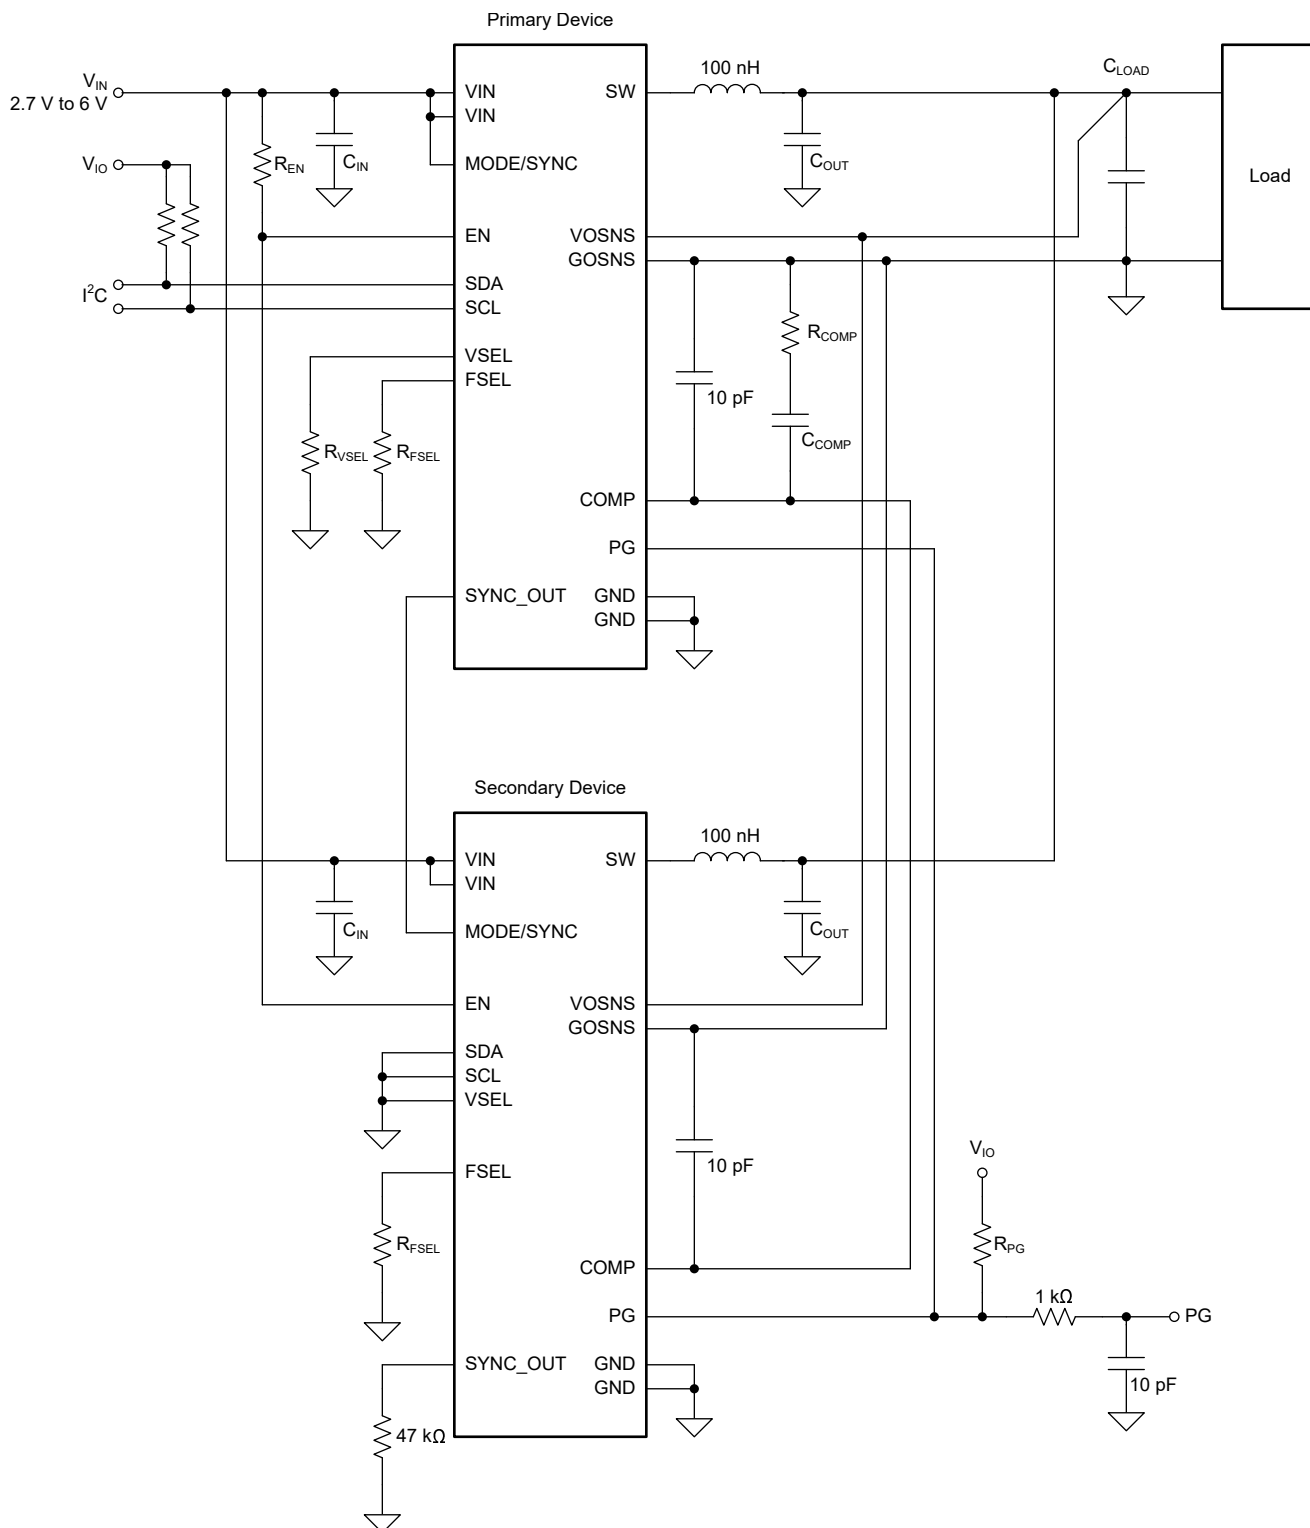 Primary Device
V_IN
2.7 V to 6 V
V_IO
R_EN
C_IN
I²C
VIN
VIN
MODE/SYNC
EN
SDA
SCL
VSEL
FSEL
SYNC_OUT
SW
VOSNS
GOSNS
COMP
PG
GND
GND
R_VSEL
R_FSEL
100 nH
C_OUT
C_LOAD
Load
R_COMP
10 pF
C_COMP
Secondary Device
VIN
VIN
MODE/SYNC
EN
SDA
SCL
VSEL
FSEL
SYNC_OUT
SW
VOSNS
GOSNS
COMP
PG
GND
GND
C_IN
R_FSEL
47 kΩ
100 nH
C_OUT
10 pF
V_IO
R_PG
1 kΩ
PG
10 pF